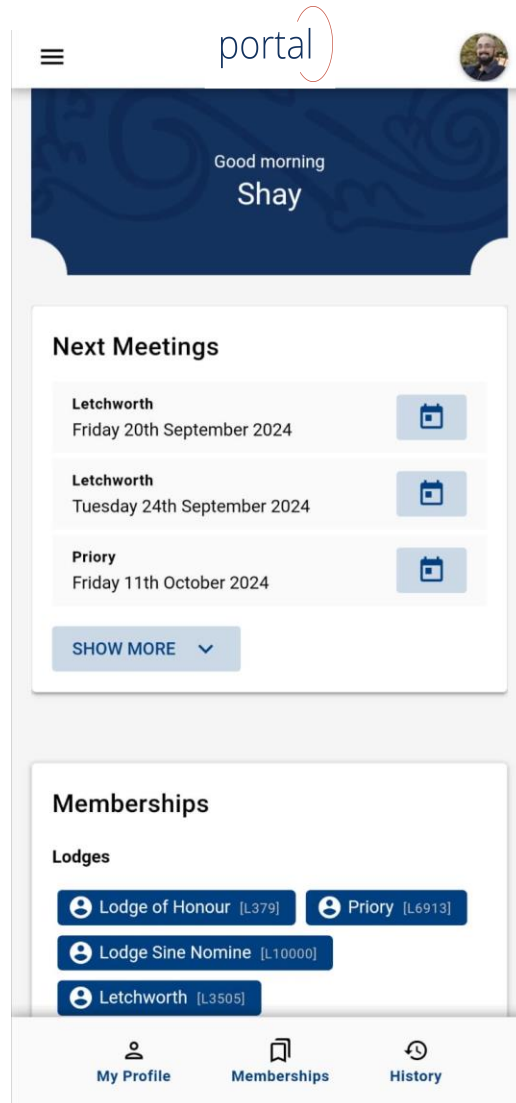 portal
Good morning
Shay
Next Meetings
Letchworth
Friday 20th September 2024
Letchworth
Tuesday 24th September 2024
Priory
Friday 11th October 2024
SHOW MORE
Memberships
Lodges
Lodge of Honour [L379] Priory [L6913]
Lodge Sine Nomine [L10000]
Letchworth [L3505]
My Profile Memberships History